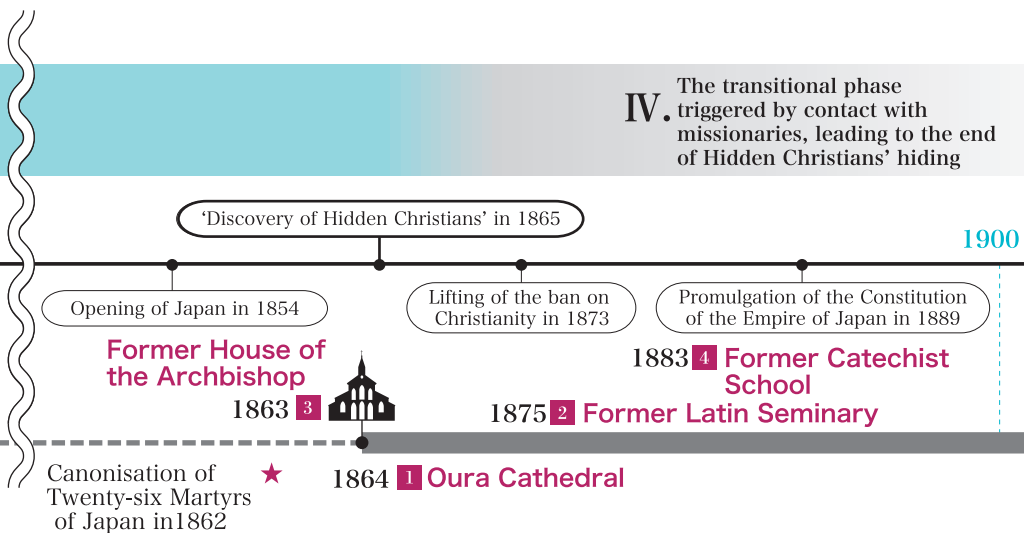 IV.
The transitional phase
triggered by contact with
missionaries, leading to the end
of Hidden Christians' hiding
‘Discovery of Hidden Christians’ in 1865
1900
Opening of Japan in 1854
Lifting of the ban on
Christianity in 1873
Promulgation of the Constitution
of the Empire of Japan in 1889
Former House of
the Archbishop
1863 3
1883 4 Former Catechist
School
1875 2 Former Latin Seminary
Canonisation of
Twenty-six Martyrs
of Japan in1862
1864 1 Oura Cathedral